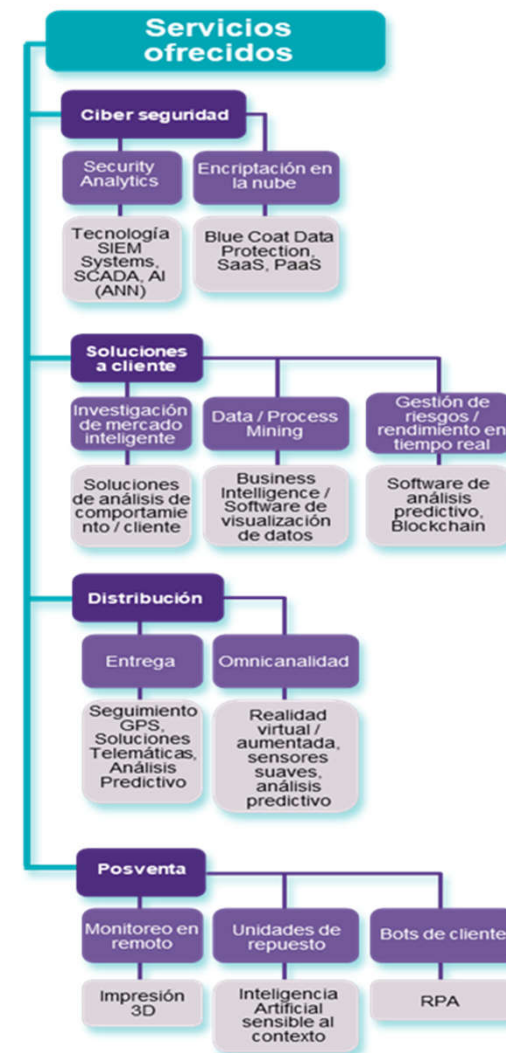 Servicios
ofrecidos
Ciber seguridad
Security
Analytics
Encriptación en
la nube
Tecnología
SIEM
Systems,
SCADA, AI
(ANN)
Blue Coat Data
Protection,
SaaS, PaaS
Soluciones
a cliente
Investigación
de mercado
inteligente
Data / Process
Mining
Gestión de
riesgos /
rendimiento en
tiempo real
Soluciones
de análisis de
comportamie
nto / cliente
Business
Intelligence /
Software de
visualización
de datos
Software de
análisis
predictivo,
Blockchain
Distribución
Entrega
Omnicanalidad
Seguimiento
GPS,
Soluciones
Telemáticas,
Análisis
Predictivo
Realidad
virtual /
aumentada,
sensores
suaves,
análisis
predictivo
Posventa
Monitoreo en
remoto
Unidades de
repuesto
Bots de cliente
Impresión
3D
Inteligencia
Artificial
sensible al
contexto
RPA